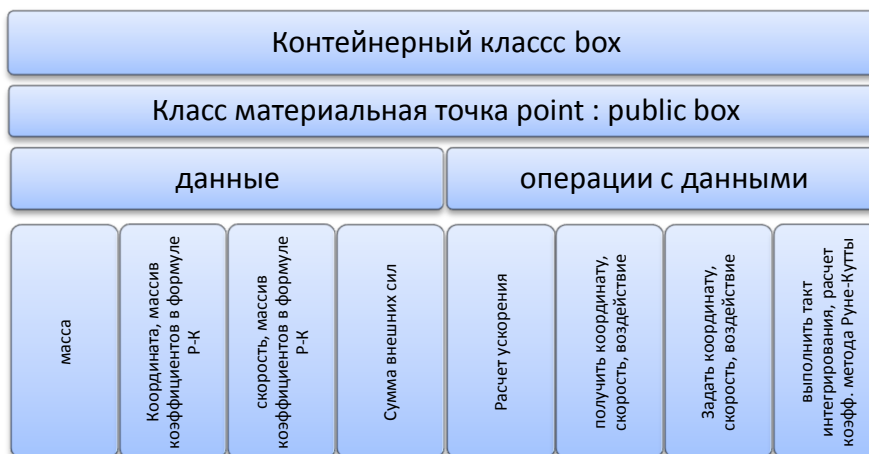 Контейнерный класcс box
Класс материальная точка point : public box
данные
операции с данными
масса
Координата, массив
коэффициентов в формуле
Р-К
скорость, массив
коэффициентов в формуле
Р-К
Сумма внешних сил
Расчет ускорения
получить координату,
скорость, воздействие
Задать координату,
скорость, воздействие
выполнить такт
интегрирования, расчет
коэфф. метода Руне-Кутты